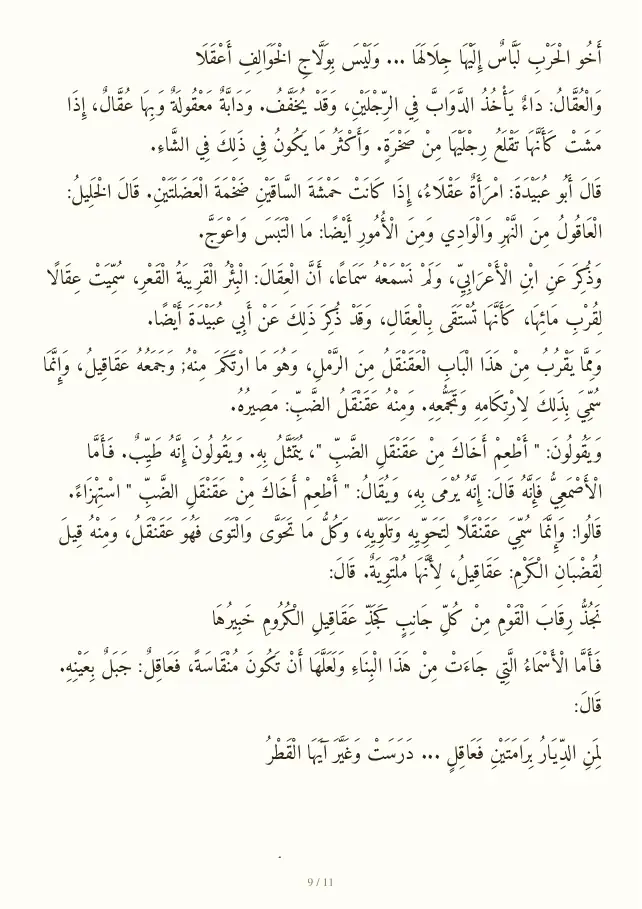 أَخُو الْحَرْبِ لَبَّاسٌ إِلَيْهَا جِلَالَهَا ... وَلَيْسَ بِوَلَّاجِ الْخَوَالِفِ أَعْقَلَا
وَالْعُقَّالُ: دَاءٌ يَأْخُذُ الدَّوَابَّ فِي الرِّجْلَيْنِ، وَقَدْ يُخَفَّفُ. وَدَابَّةٌ مَعْقُولَةٌ وَبِهَا عُقَّالٌ، إِذَا
مَشَتْ كَأَنَّهَا تَقْلَعُ رِجْلَيْهَا مِنْ صَخْرَةٍ. وَأَكْثَرُ مَا يَكُونُ فِي ذَلِكَ فِي الشَّاءِ.
قَالَ أَبُو عُبَيْدَةَ: امْرَأَةٌ عَقْلَاءُ، إِذَا كَانَتْ حَمْشَةَ السَّاقَيْنِ ضَخْمَةَ الْعَضَلَتَيْنِ. قَالَ الْخَلِيلُ:
الْعَاقُولُ مِنَ النَّهْرِ وَالْوَادِي وَمِنَ الْأُمُورِ أَيْضًا: مَا الْتَبَسَ وَاعْوَجَّ.
وَذُكِرَ عَنِ ابْنِ الْأَعْرَابِيِّ، وَلَمْ نَسْمَعْهُ سَمَاعًا، أَنَّ الْعِقَالَ: الْبِئْرُ الْقَرِيبَةُ الْقَعْرِ، سُمِّيَتْ عِقَالًا
لِقُرْبِ مَائِهَا، كَأَنَّهَا تُسْتَقَى بِالْعِقَالِ، وَقَدْ ذُكِرَ ذَلِكَ عَنْ أَبِي عُبَيْدَةَ أَيْضًا.
وَمِمَّا يَقْرُبُ مِنْ هَذَا الْبَابِ الْعَقَنْقَلُ مِنَ الرَّمْلِ، وَهُوَ مَا ارْتَكَمَ مِنْهُ; وَجَمْعُهُ عَقَاقِيلُ، وَإِنَّمَا
سُمِّيَ بِذَلِكَ لِارْتِكَامِهِ وَتَجَمُّعِهِ. وَمِنْهُ عَقَنْقَلُ الضَّبِّ: مَصِيرُهُ.
وَيَقُولُونَ: " أَطْعِمْ أَخَاكَ مِنْ عَقَنْقَلِ الضَّبِّ "، يُتَمَثَّلُ بِهِ. وَيَقُولُونَ إِنَّهُ طَيِّبٌ. فَأَمَّا
الْأَصْمَعِيُّ فَإِنَّهُ قَالَ: إِنَّهُ يُرْمَى بِهِ، وَيُقَالُ: " أَطْعِمْ أَخَاكَ مِنْ عَقَنْقَلِ الضَّبِّ " اسْتِهْزَاءً.
قَالُوا: وَإِنَّمَا سُمِّيَ عَقَنْقَلًا لِتَحَوِّيهِ وَتَلَوِّيهِ، وَكُلُّ مَا تَحَوَّى وَالْتَوَى فَهُوَ عَقَنْقَلُ، وَمِنْهُ قِيلَ
لِقُضْبَانِ الْكَرْمِ: عَقَاقِيلُ، لِأَنَّهَا مُلْتَوِيَةٌ. قَالَ:
نَجُذُّ رِقَابَ الْقَوْمِ مِنْ كُلِّ جَانِبٍ كَجَذِّ عَقَاقِيلِ الْكُرُومِ خَبِيرُهَا
فَأَمَّا الْأَسْمَاءُ الَّتِي جَاءَتْ مِنْ هَذَا الْبِنَاءِ وَلَعَلَّهَا أَنْ تَكُونَ مُنْقَاسَةً، فَعَاقِلٌ: جَبَلٌ بِعَيْنِهِ.
قَالَ:
لِمَنِ الدِّيَارُ بِرَامَتَيْنِ فَعَاقِلٍ ... دَرَسَتْ وَغَيَّرَ آيَهَا الْقَطْرُ
9 / 11